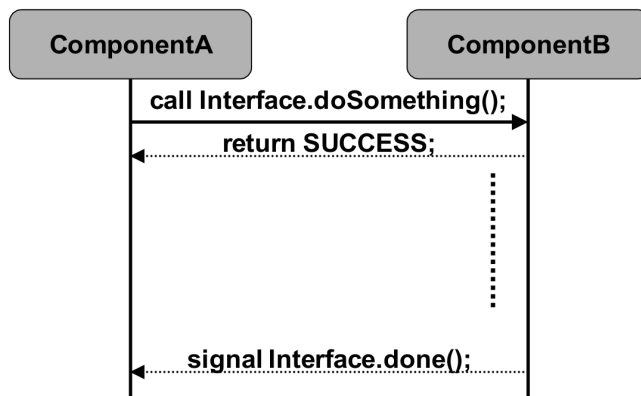 ComponentA
ComponentB
call Interface.doSomething();
return SUCCESS;
signal Interface.done();